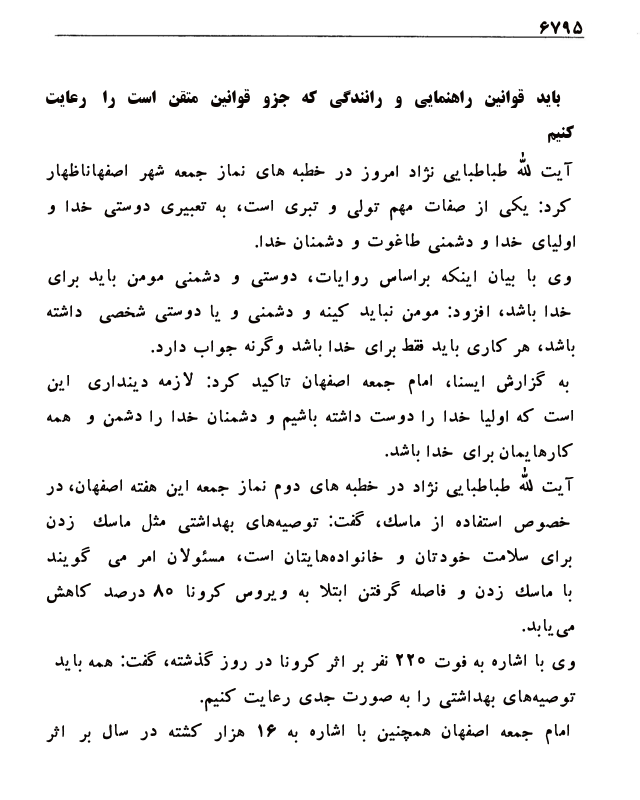 ۶۷۹۵
باید قوانین راهنمایی و رانندگی که جزو قوانین متقن است را رعایت
کنیم
آیت لله طباطبایی نژاد امروز در خطبه های نماز جمعه شهر اصفهاناظهار
کرد: یکی از صفات مهم تولی و تبری است، به تعبیری دوستی خدا و
اولیای خدا و دشمنی طاغوت و دشمنان خدا.
وی با بیان اینکه براساس روایات، دوستی و دشمنی مومن باید برای
خدا باشد، افزود: مومن نباید کینه و دشمنی و یا دوستی شخصی داشته
باشد، هر کاری باید فقط برای خدا باشد وگرنه جواب دارد.
به گزارش ایسنا، امام جمعه اصفهان تاکید کرد: لازمه دینداری این
است که اولیا خدا را دوست داشته باشیم و دشمنان خدا را دشمن و همه
کارهایمان برای خدا باشد.
آیت لله طباطبایی نژاد در خطبه های دوم نماز جمعه این هفته اصفهان، در
خصوص استفاده از ماسک، گفت: توصیه‌های بهداشتی مثل ماسک زدن
برای سلامت خودتان و خانواده‌هایتان است، مسئولان امر می گویند
با ماسک زدن و فاصله گرفتن ابتلا به ویروس کرونا ۸۰ درصد کاهش
می‌یابد.
وی با اشاره به فوت ۲۲۰ نفر بر اثر کرونا در روز گذشته، گفت: همه باید
توصیه‌های بهداشتی را به صورت جدی رعایت کنیم.
امام جمعه اصفهان همچنین با اشاره به ۱۶ هزار کشته در سال بر اثر